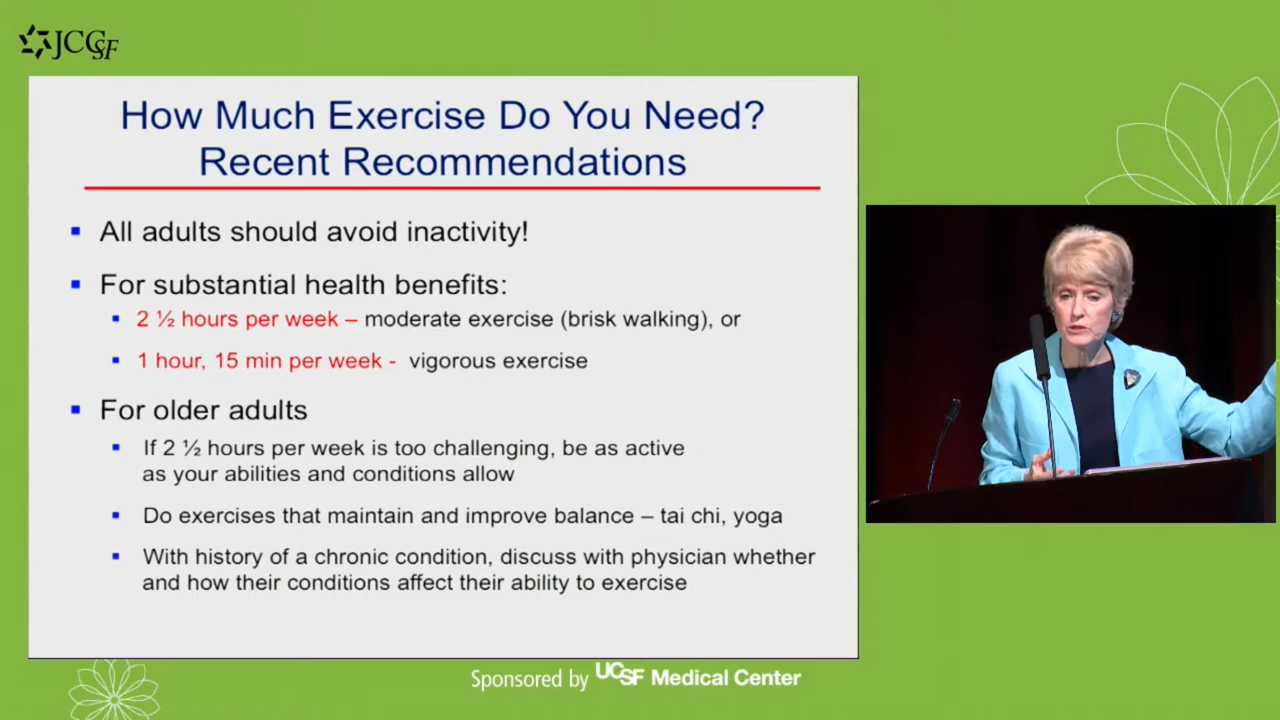 JCCSF
How Much Exercise Do You Need?
Recent Recommendations
All adults should avoid inactivity!
For substantial health benefits:
2 ½ hours per week – moderate exercise (brisk walking), or
1 hour, 15 min per week - vigorous exercise
For older adults
If 2 ½ hours per week is too challenging, be as active
as your abilities and conditions allow
Do exercises that maintain and improve balance – tai chi, yoga
With history of a chronic condition, discuss with physician whether
and how their conditions affect their ability to exercise
Sponsored by UCSF Medical Center